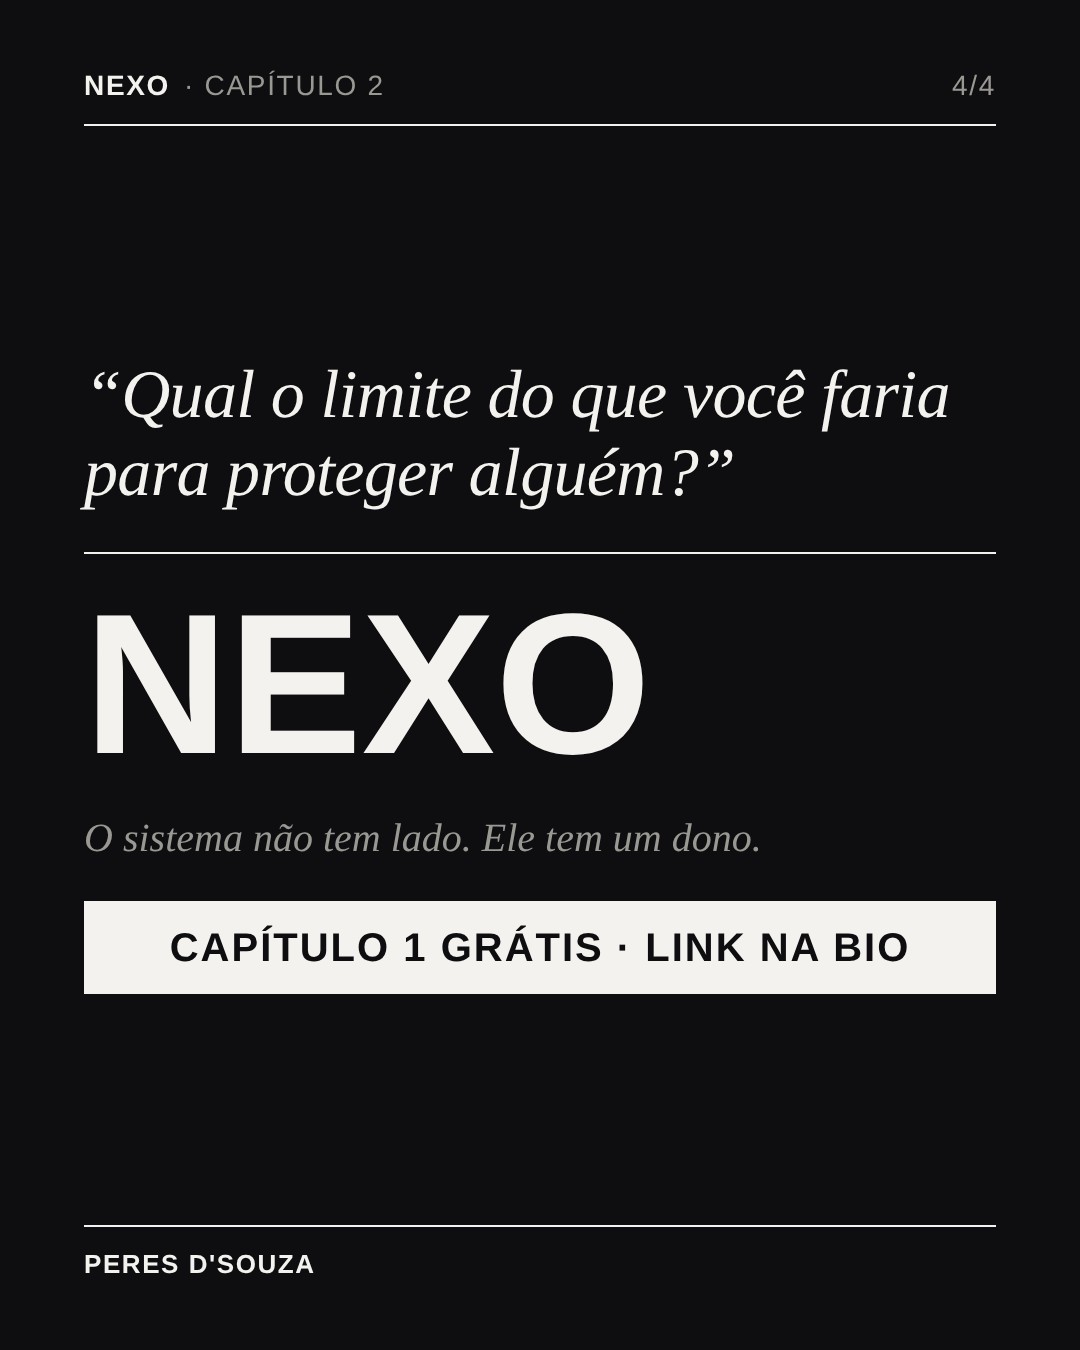 NEXO · CAPÍTULO 2
4/4
“Qual o limite do que você faria
para proteger alguém?”
NEXO
O sistema não tem lado. Ele tem um dono.
CAPÍTULO 1 GRÁTIS · LINK NA BIO
PERES D'SOUZA